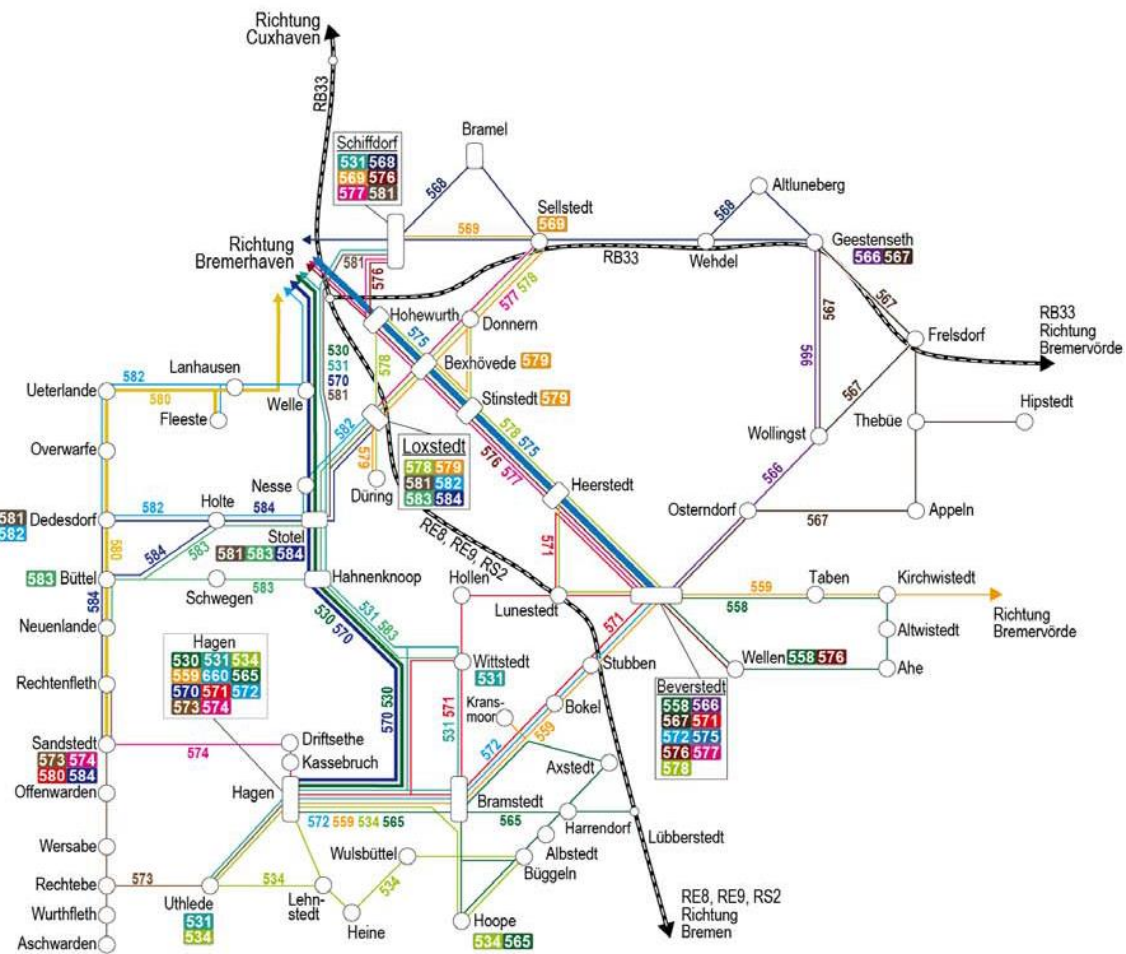 Richtung
Cuxhaven
RB33
Bramel
Schiffdorf
531 568
569 576
577 581
568
Altluneberg
568
Sellstedt
569
569
Richtung
Bremerhaven
581
576
RB33
Wehdel
Geestenseth
566 567
577 578
567
567
RB33
Richtung
Bremervörde
Hohewurth
575
Donnern
Frelsdorf
530
531
570
581
578
Bexhövede 579
566
567
Lanhausen
582
Ueterlande
580
Welle
Stinstedt 579
Hipstedt
Thebüe
Fleeste
582
578 575
Wollingst
Overwarfe
579
Loxstedt
578 579
581 582
583 584
576 577
566
Nesse
Düring
Heerstedt
Holte
581
582
Dedesdorf
582
584
Stotel
581 583 584
Osterndorf
567
Appeln
RE8, RE9, RS2
580
584
583
571
583 Büttel
Schwegen
583
Hahnenknoop
Hollen
Lunestedt
Taben
Kirchwistedt
559
558
584
530 570
531 583
571
Richtung
Bremervörde
Neuenlande
Altwistedt
Hagen
530 531 534
559 660 565
570 571 572
573 574
Wittstedt
531
Stubben
Wellen 558 576
Ahe
Rechtenfleth
Beverstedt
558 566
567 571
572 575
576 577
578
570 530
531 571
Krans-
moor
Bokel
559
572
Sandstedt
573 574
580 584
574
Driftsethe
Kassebruch
Axstedt
Offenwarden
Hagen
Bramstedt
572 559 534 565
565
Harrendorf
Lübberstedt
Wersabe
Wulsbüttel
Albstedt
Büggeln
Rechtebe
573
Uthlede
531
534
534
Lehn-
stedt
534
Heine
Wurthfleth
Hoope
534 565
RE8, RE9, RS2
Richtung
Bremen
Aschwarden